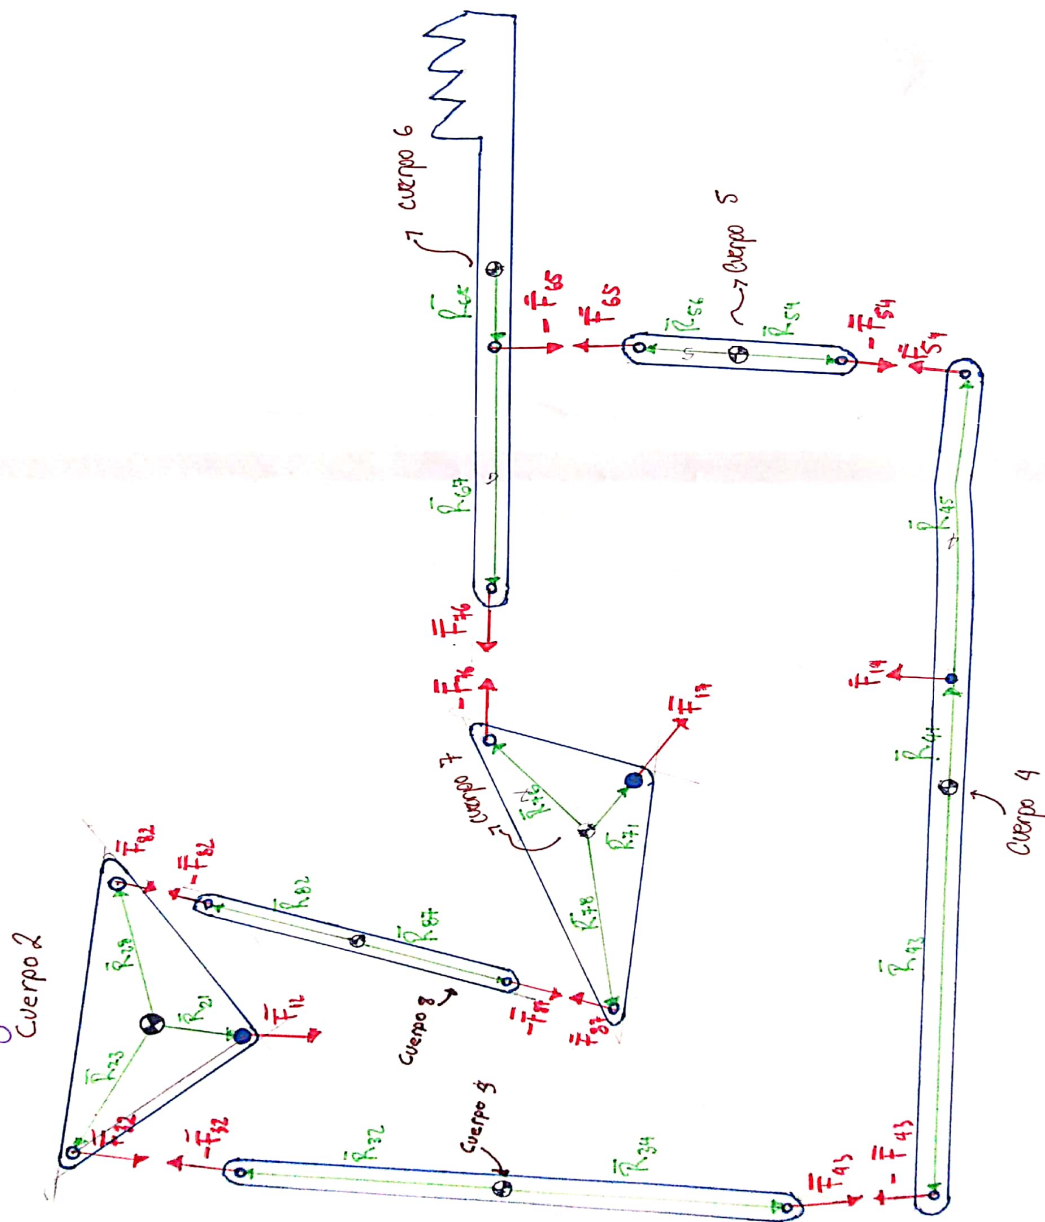 Cuerpo 2
F̄32
R̄23
R̄28
R̄21
F̄12
F̄82
-F̄82
R̄82
R̄87
Cuerpo 8
-F̄87
F̄87
-F̄32
R̄32
Cuerpo 3
R̄34
F̄43
-F̄43
R̄43
R̄41
F̄14
R̄45
Cuerpo 4
Cuerpo 7
R̄76
R̄71
R̄78
F̄17
-F̄76
F̄76
R̄67
R̄65
Cuerpo 6
-F̄65
F̄65
R̄56
5
R̄54
Cuerpo 5
-F̄54
F̄54